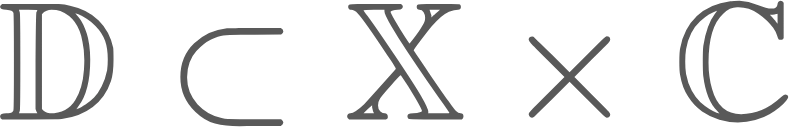 𝔻 ⊂ 𝕏 × ℂ